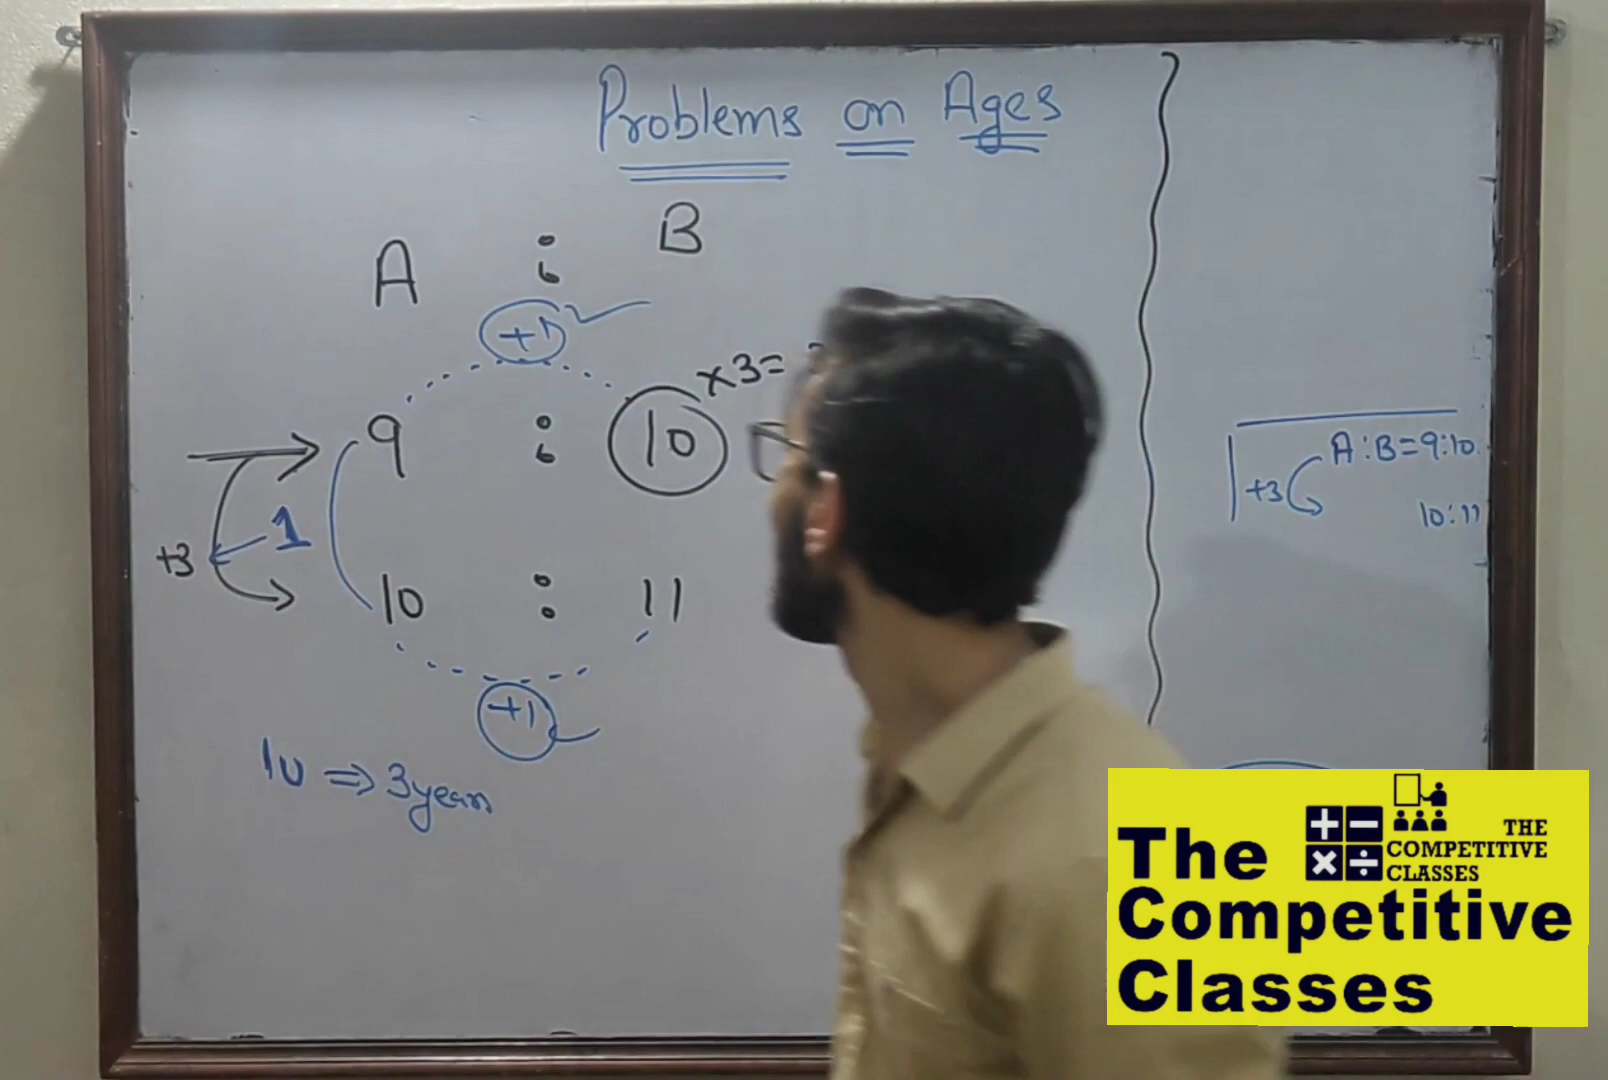 Problems on Ages
A : B
+1
9 : 10 ×3=
+3 1
10 : 11
+1
1U ⇒ 3years
A:B=9:10
+3
10:11
THE
COMPETITIVE
CLASSES
The
Competitive
Classes